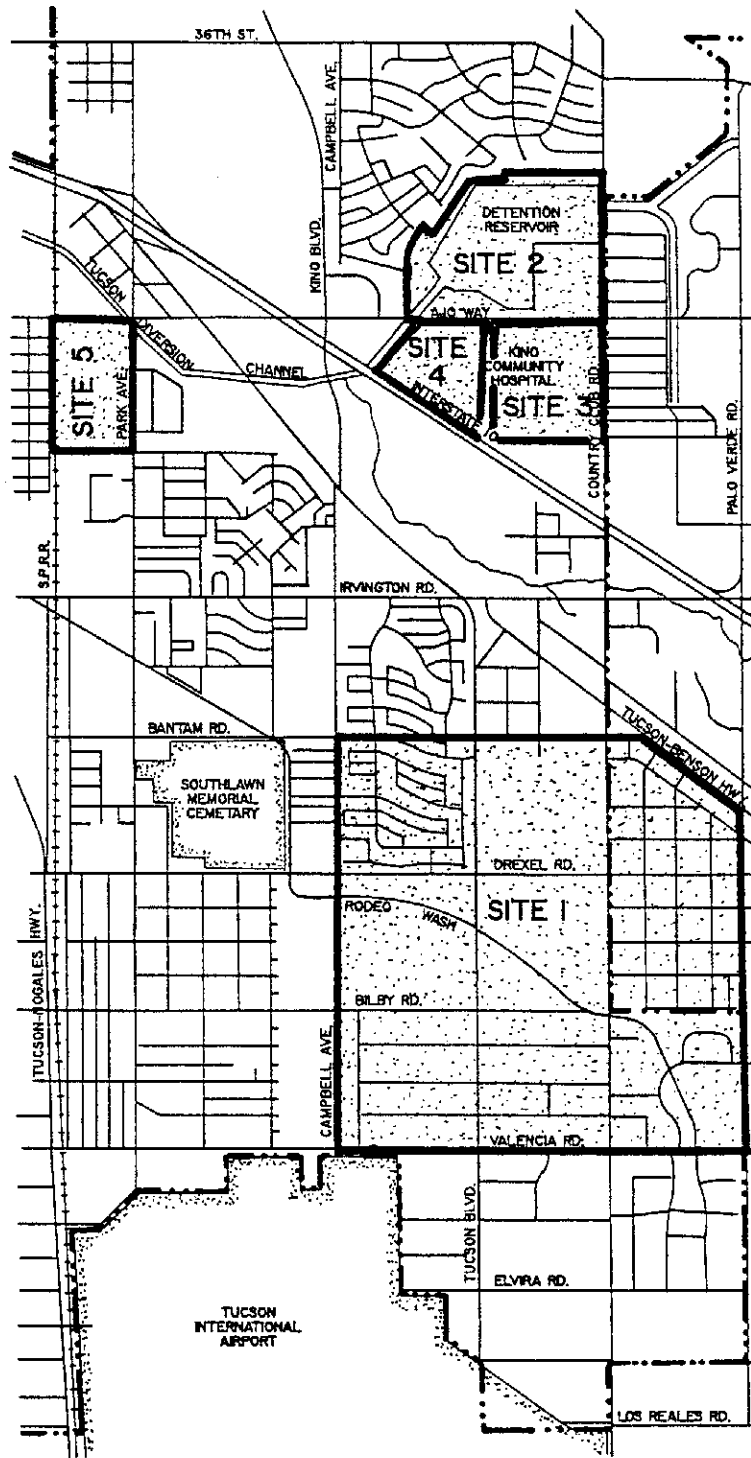 36TH ST.
CAMPBELL AVE.
KINO BLVD.
DETENTION
RESERVOIR
SITE 2
AJO WAY
TUCSON
DIVERSION
CHANNEL
SITE 5
PARK AVE.
SITE
4
INTERSTATE 10
KINO
COMMUNITY
HOSPITAL
SITE 3
COUNTRY CLUB RD.
PALO VERDE RD.
S.P.R.R.
IRVINGTON RD.
BANTAM RD.
TUCSON-BENSON HWY.
SOUTHLAWN
MEMORIAL
CEMETARY
DREXEL RD.
RODEO
WASH
SITE 1
TUCSON-NOGALES HWY.
BILBY RD.
CAMPBELL AVE.
VALENCIA RD.
TUCSON BLVD.
ELVIRA RD.
TUCSON
INTERNATIONAL
AIRPORT
LOS REALES RD.